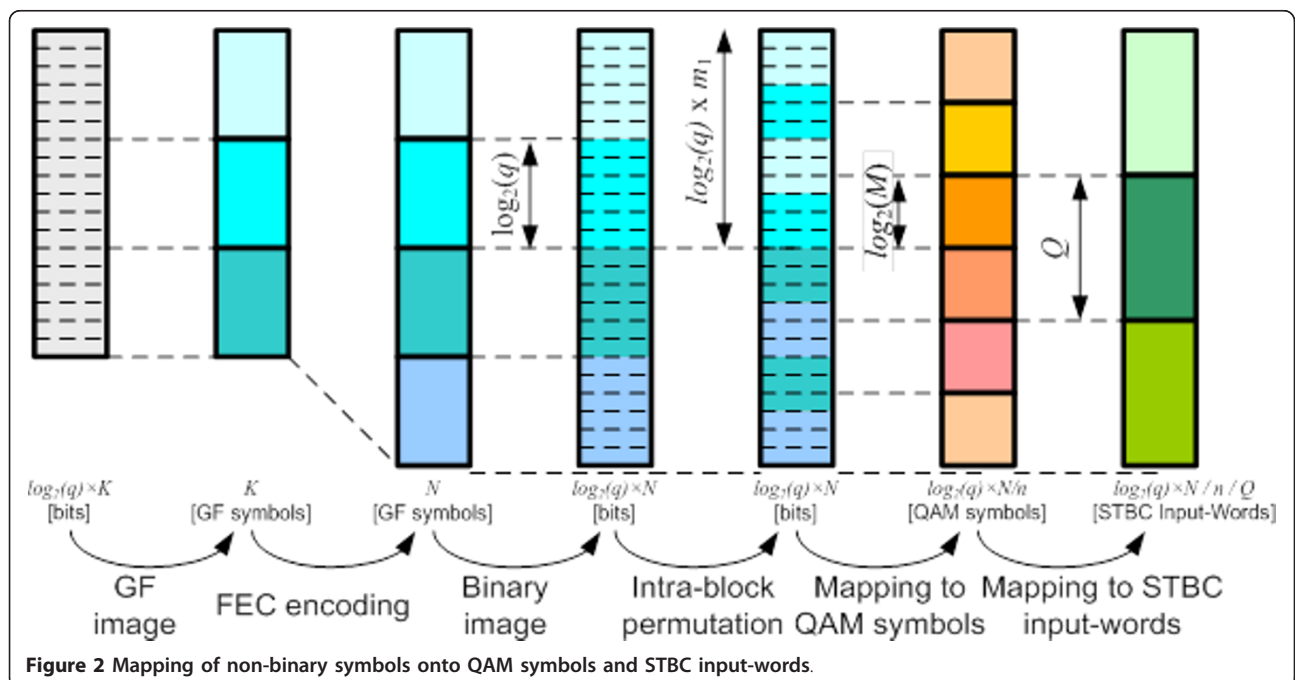 log₂(q)
log₂(q) x m₁
log₂(M)
Q
log₂(q)×K
[bits]
K
[GF symbols]
N
[GF symbols]
log₂(q)×N
[bits]
log₂(q)×N
[bits]
log₂(q)×N/n
[QAM symbols]
log₂(q)×N / n / Q
[STBC Input-Words]
GF
image
FEC encoding
Binary
image
Intra-block
permutation
Mapping to
QAM symbols
Mapping to STBC
input-words
Figure 2 Mapping of non-binary symbols onto QAM symbols and STBC input-words.